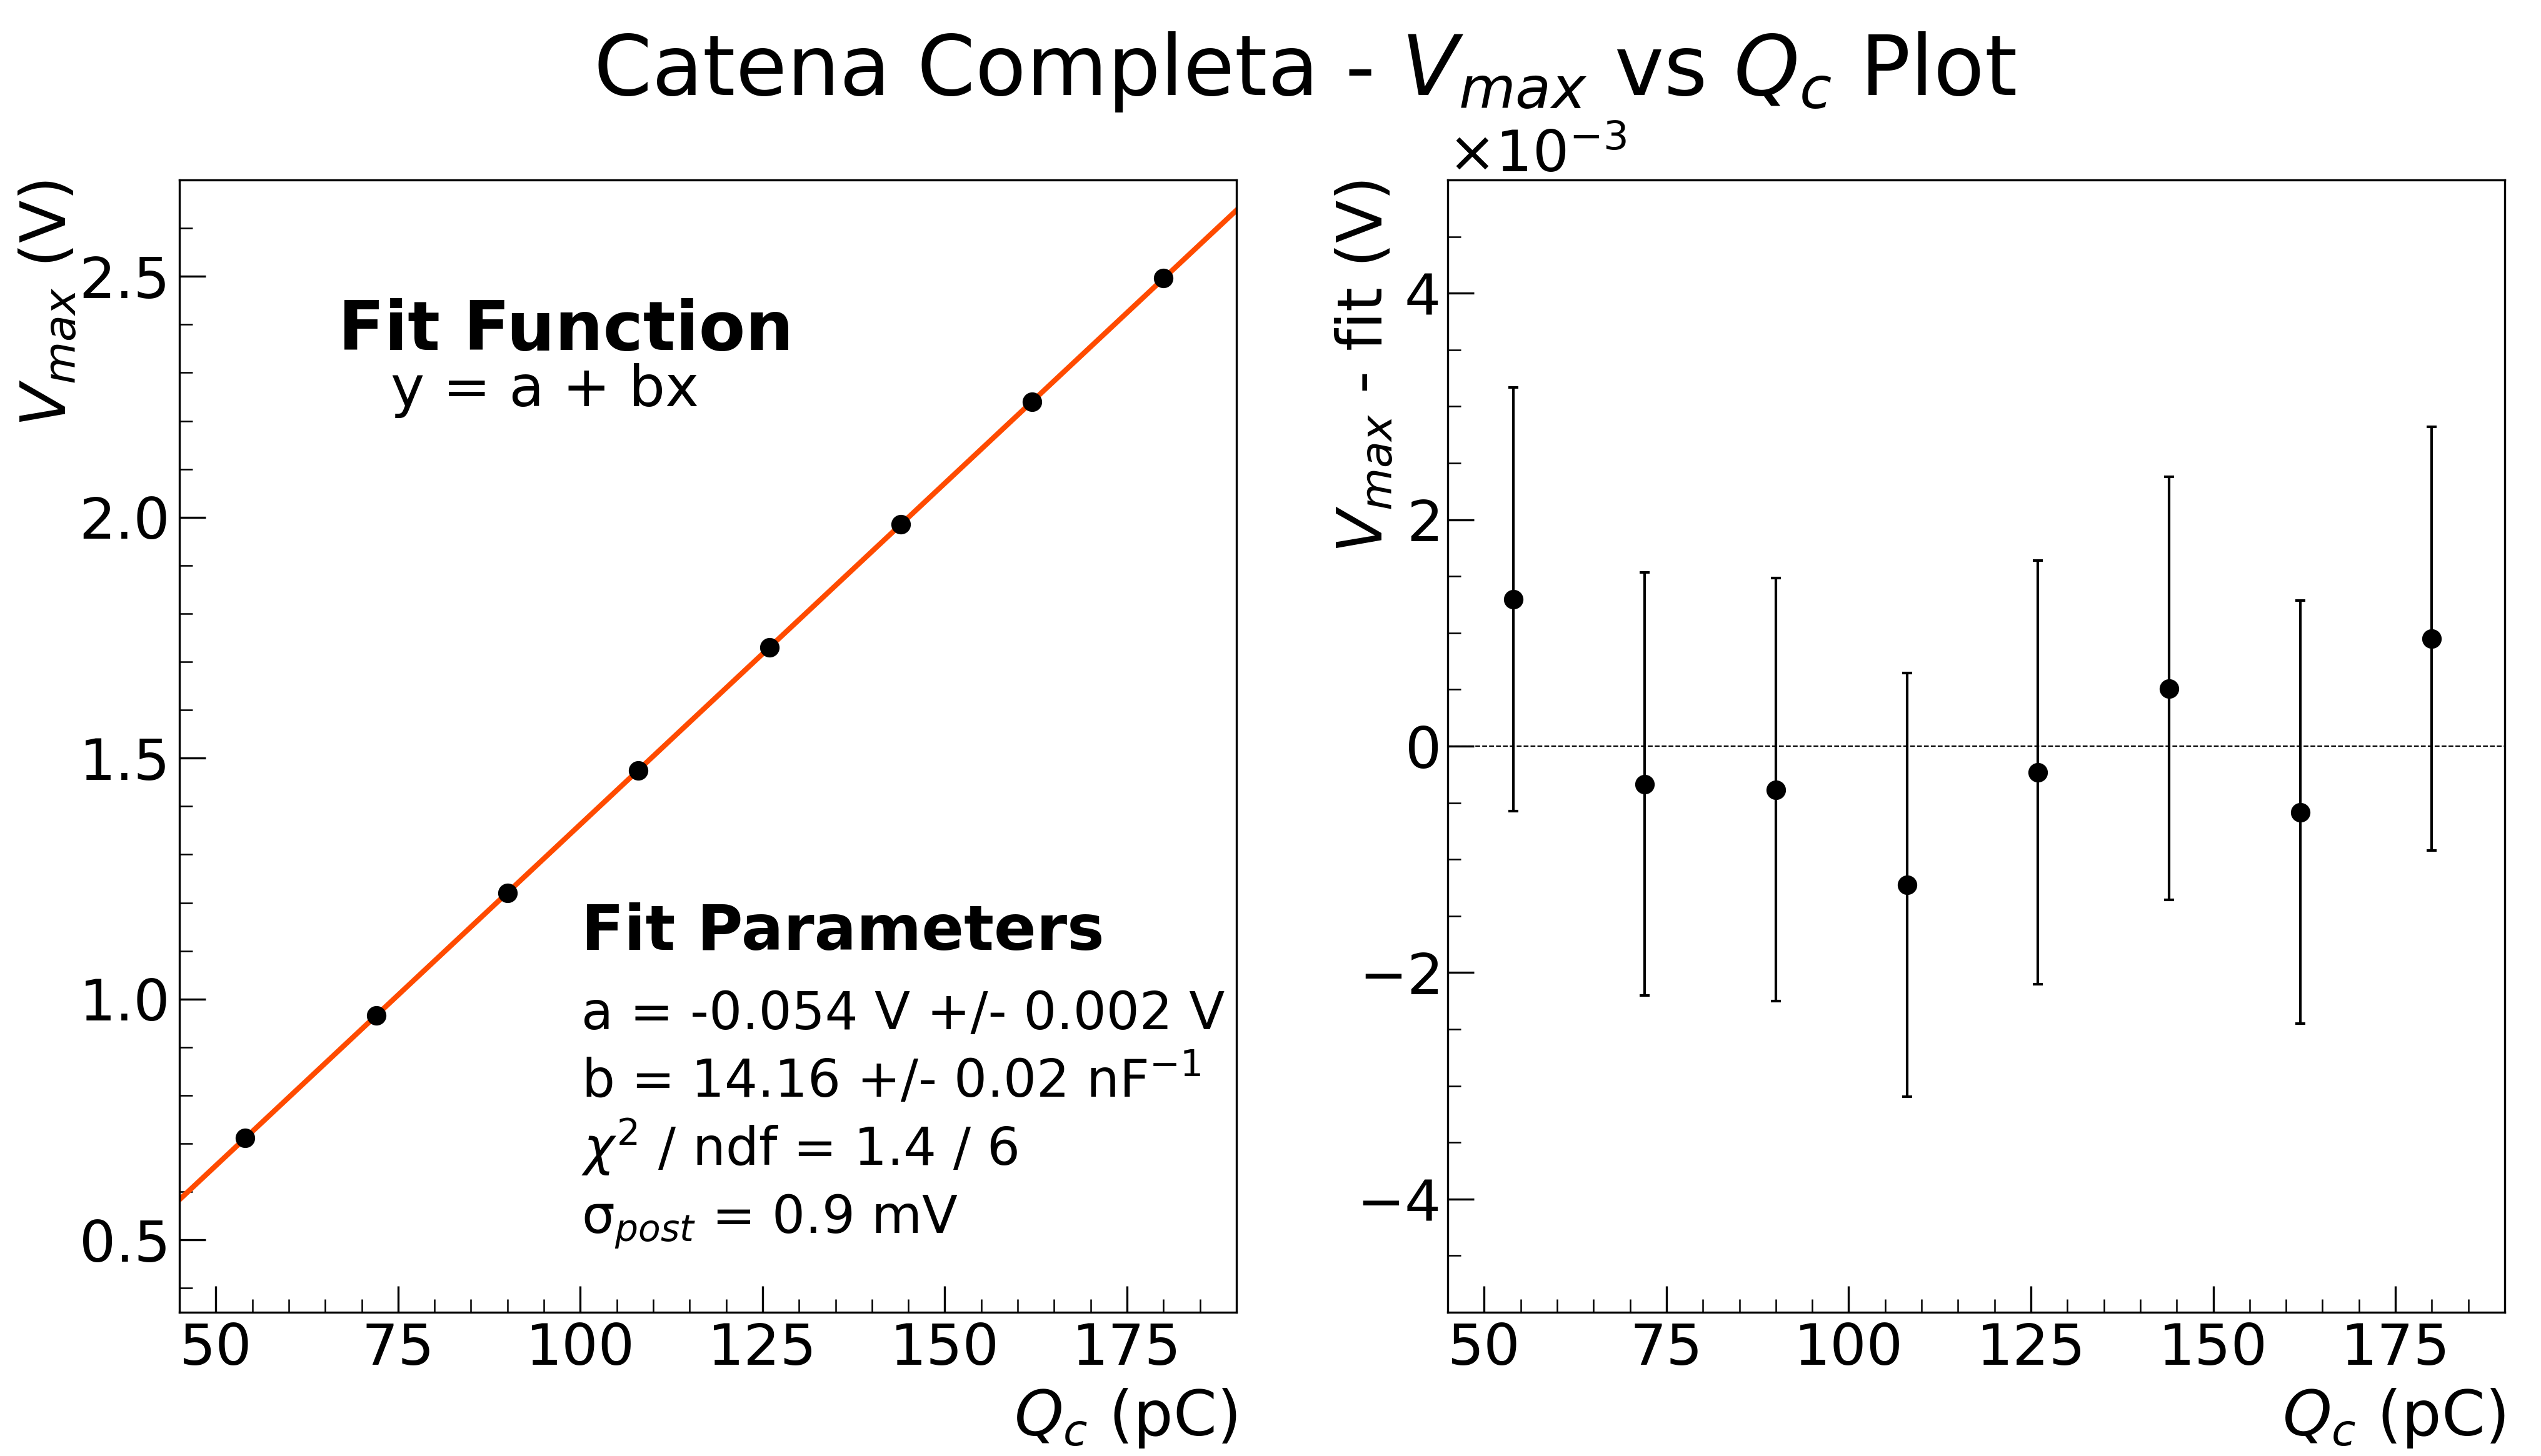 Catena Completa - V_max vs Q_c Plot
V_max (V)
2.5
2.0
1.5
1.0
0.5
Fit Function
y = a + bx
Fit Parameters
a = -0.054 V +/- 0.002 V
b = 14.16 +/- 0.02 nF⁻¹
χ² / ndf = 1.4 / 6
σ_post = 0.9 mV
50 75 100 125 150 175
Q_c (pC)
×10⁻³
V_max - fit (V)
4
2
0
−2
−4
50 75 100 125 150 175
Q_c (pC)